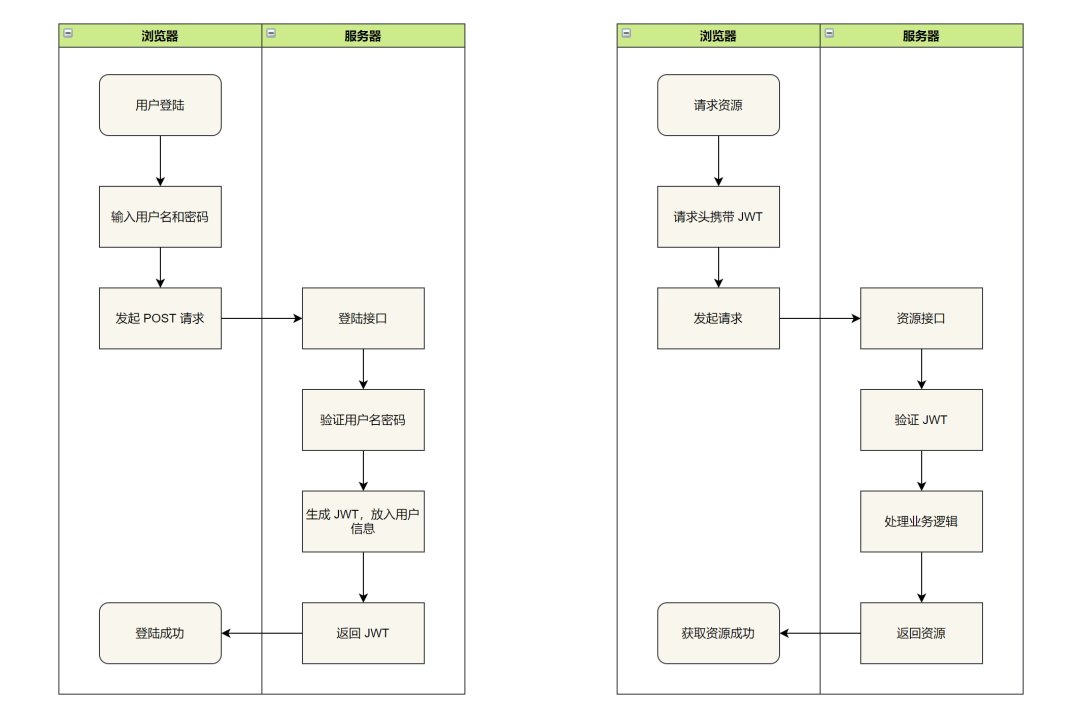 浏览器
服务器
用户登陆
输入用户名和密码
发起 POST 请求
登陆接口
验证用户名密码
生成 JWT，放入用户
信息
返回 JWT
登陆成功
浏览器
服务器
请求资源
请求头携带 JWT
发起请求
资源接口
验证 JWT
处理业务逻辑
返回资源
获取资源成功